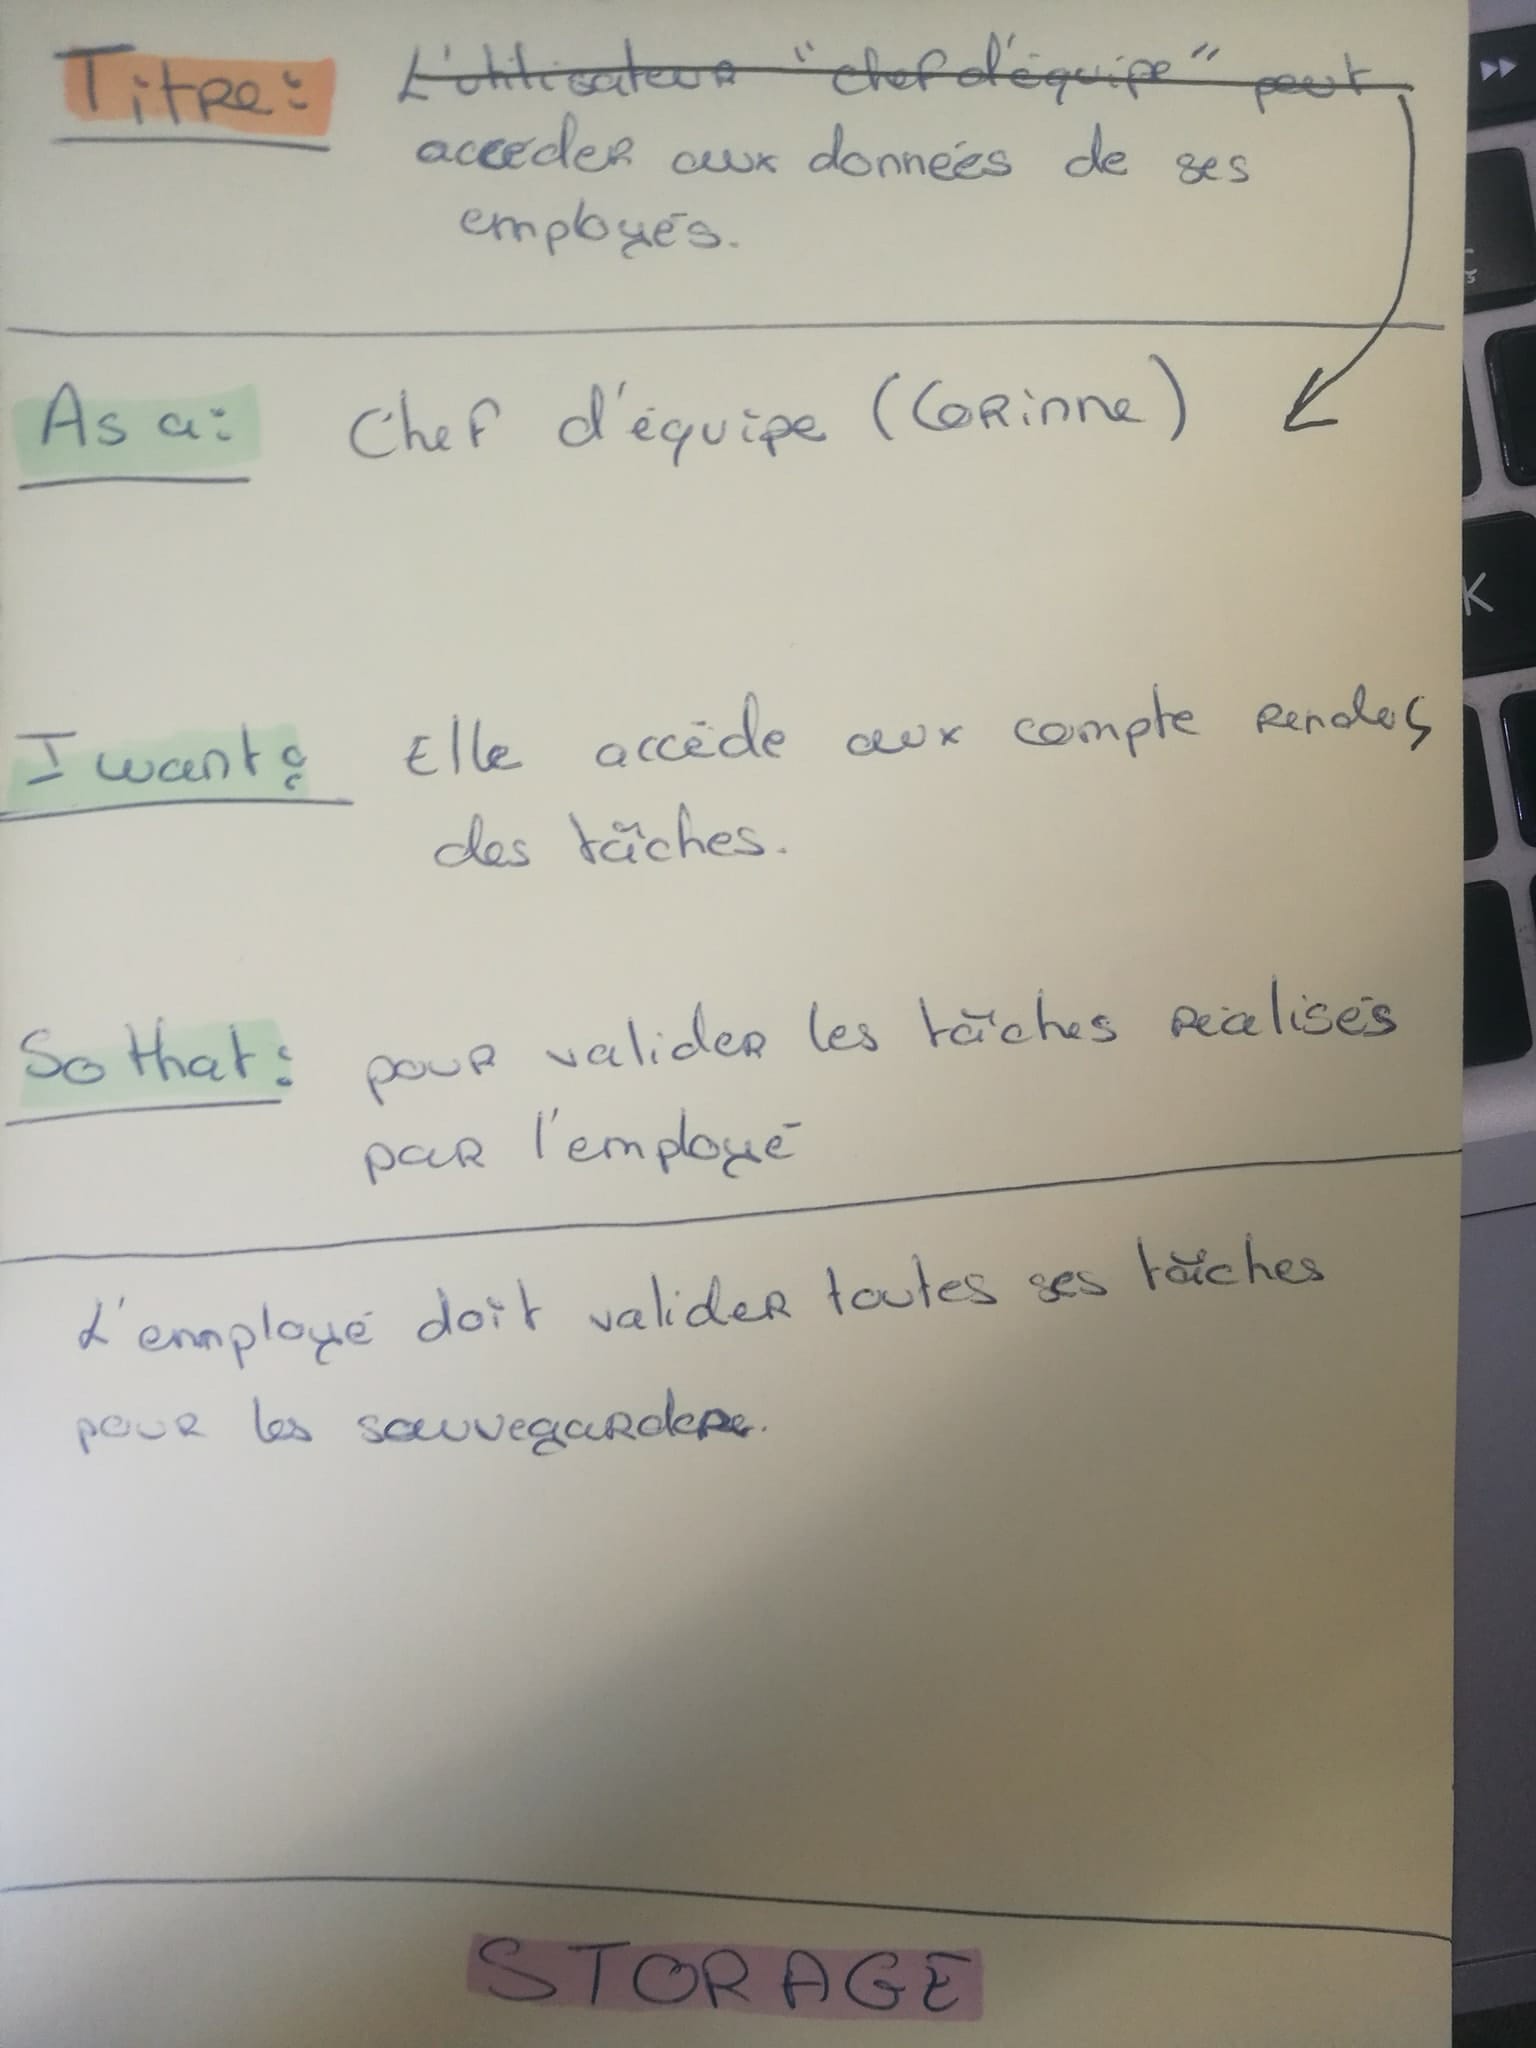 Titre: L'utilisateur "chef d'équipe" peut
accéder aux données de ses
employés.
As a: Chef d'équipe (Corinne)
I want: Elle accède aux compte rendus
des tâches.
So that: pour valider les tâches réalisés
par l'employé
L'employé doit valider toutes ses tâches
pour les sauvegarder.
STORAGE
K